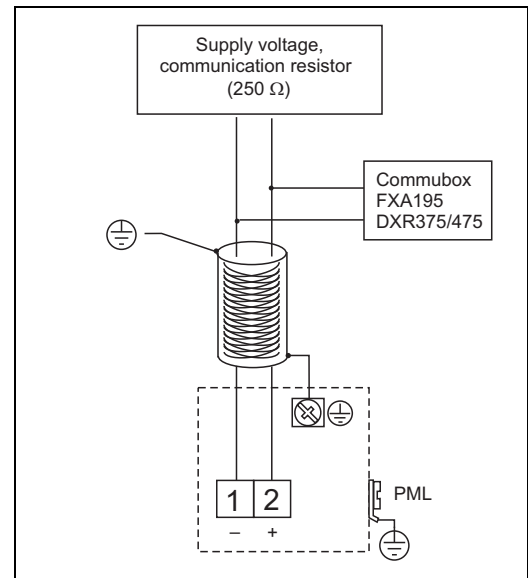 Supply voltage,
communication resistor
(250 Ω)
Commubox
FXA195
DXR375/475
1 2
– +
PML